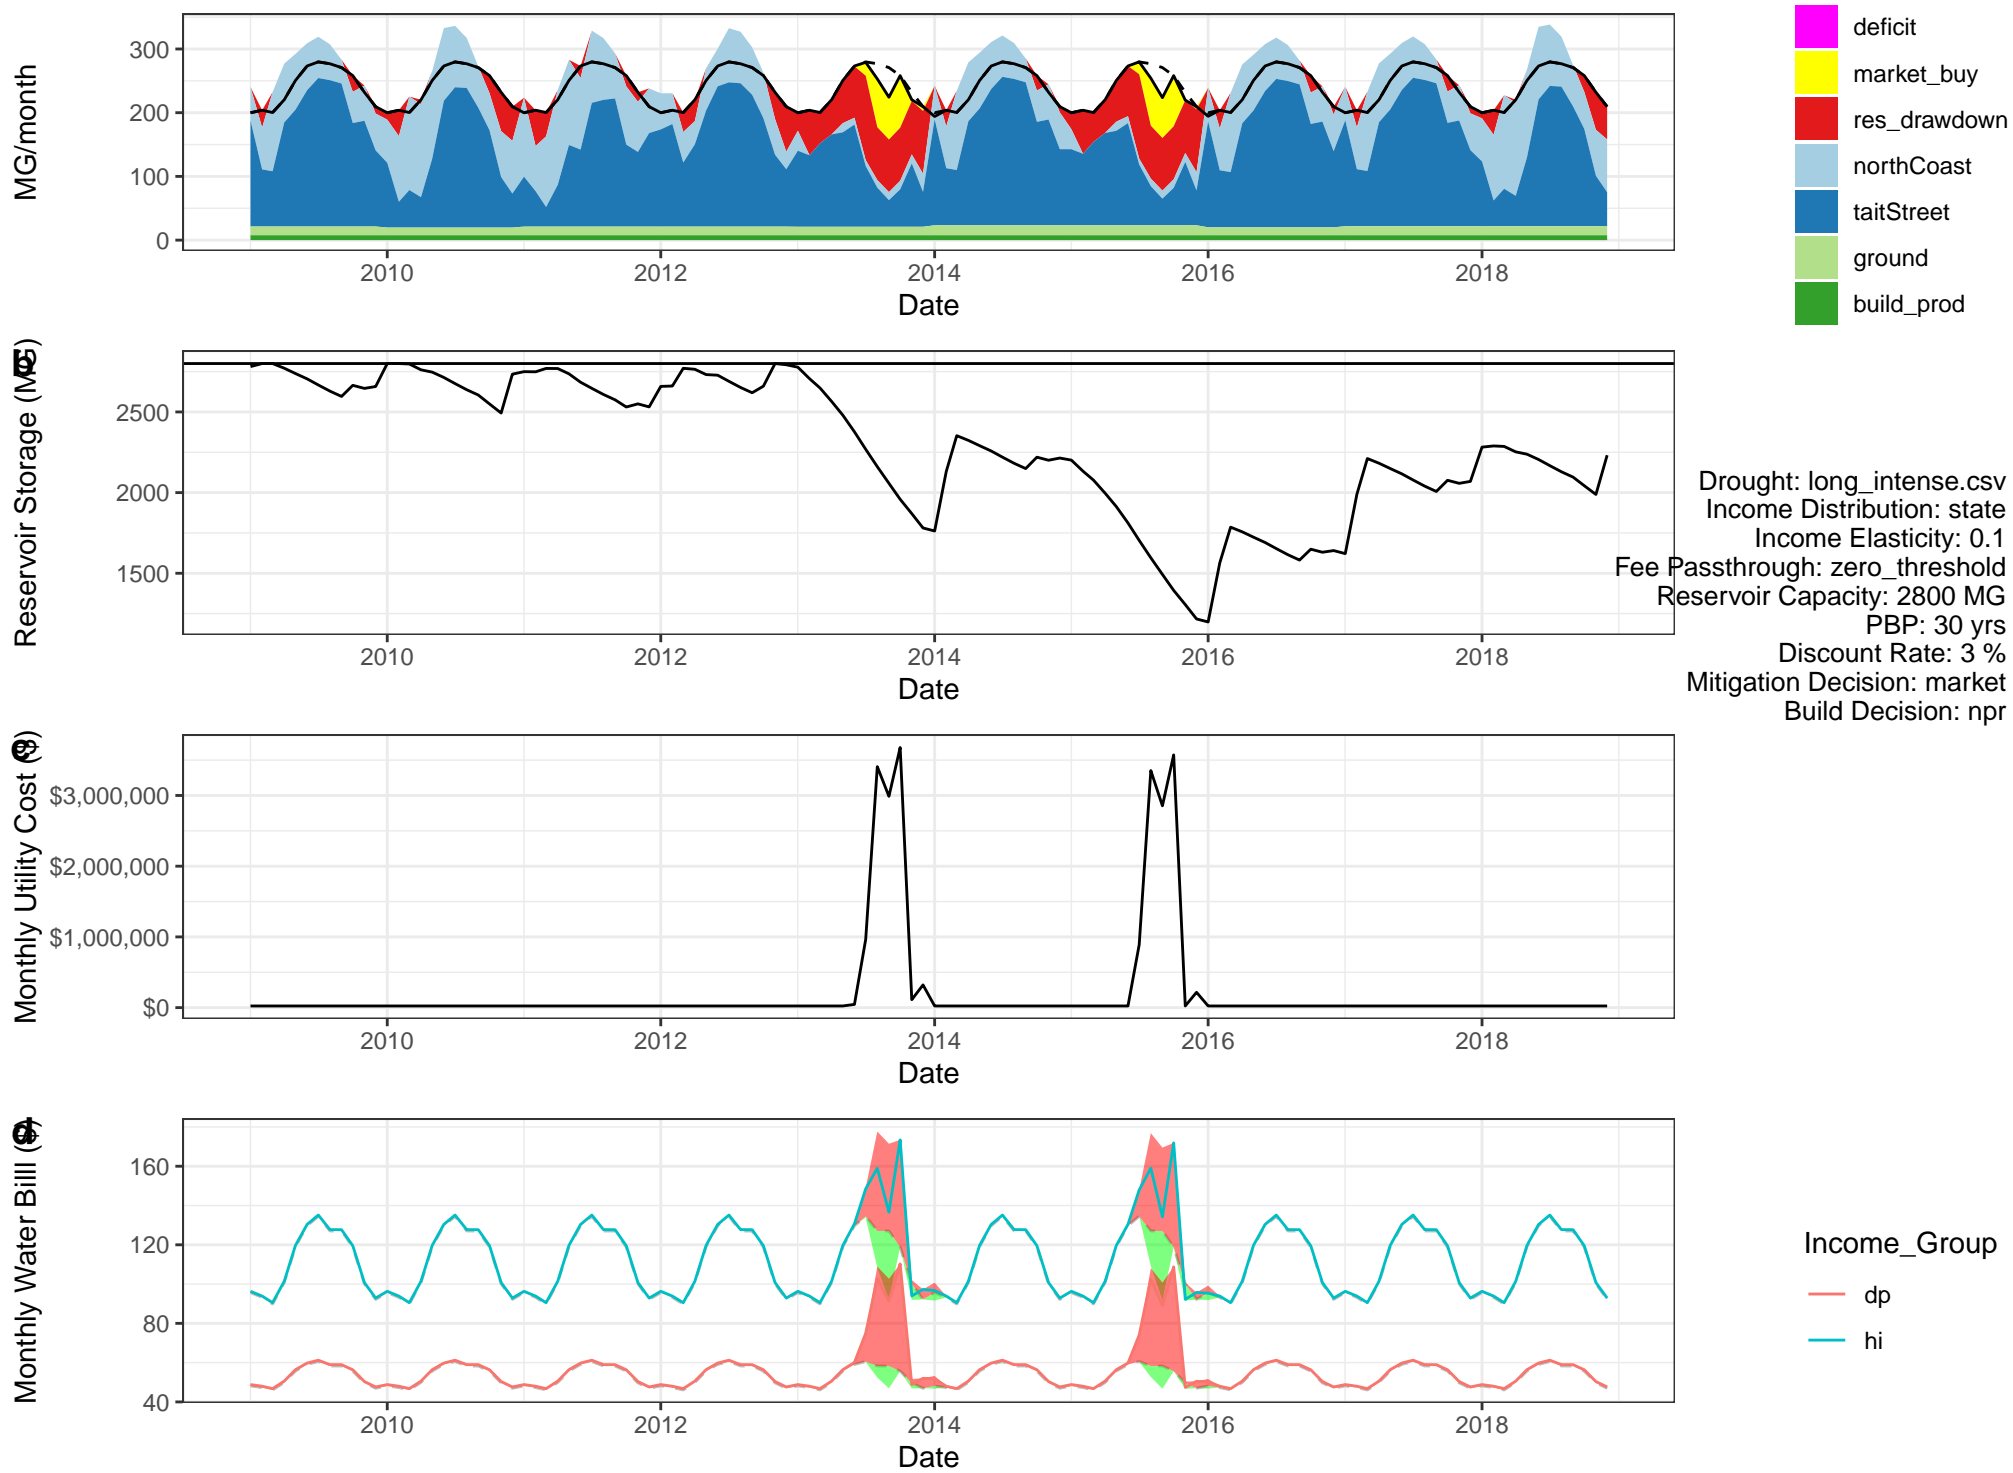 MG/month
300
200
100
0
2010
2012
2014
2016
2018
Date
deficit
market_buy
res_drawdown
northCoast
taitStreet
ground
build_prod
b
Reservoir Storage (MG)
2500
2000
1500
2010
2012
2014
2016
2018
Date
Drought: long_intense.csv
Income Distribution: state
Income Elasticity: 0.1
Fee Passthrough: zero_threshold
Reservoir Capacity: 2800 MG
PBP: 30 yrs
Discount Rate: 3 %
Mitigation Decision: market
Build Decision: npr
c
Monthly Utility Cost ($)
$3,000,000
$2,000,000
$1,000,000
$0
2010
2012
2014
2016
2018
Date
d
Monthly Water Bill ($)
160
120
80
40
2010
2012
2014
2016
2018
Date
Income_Group
dp
hi